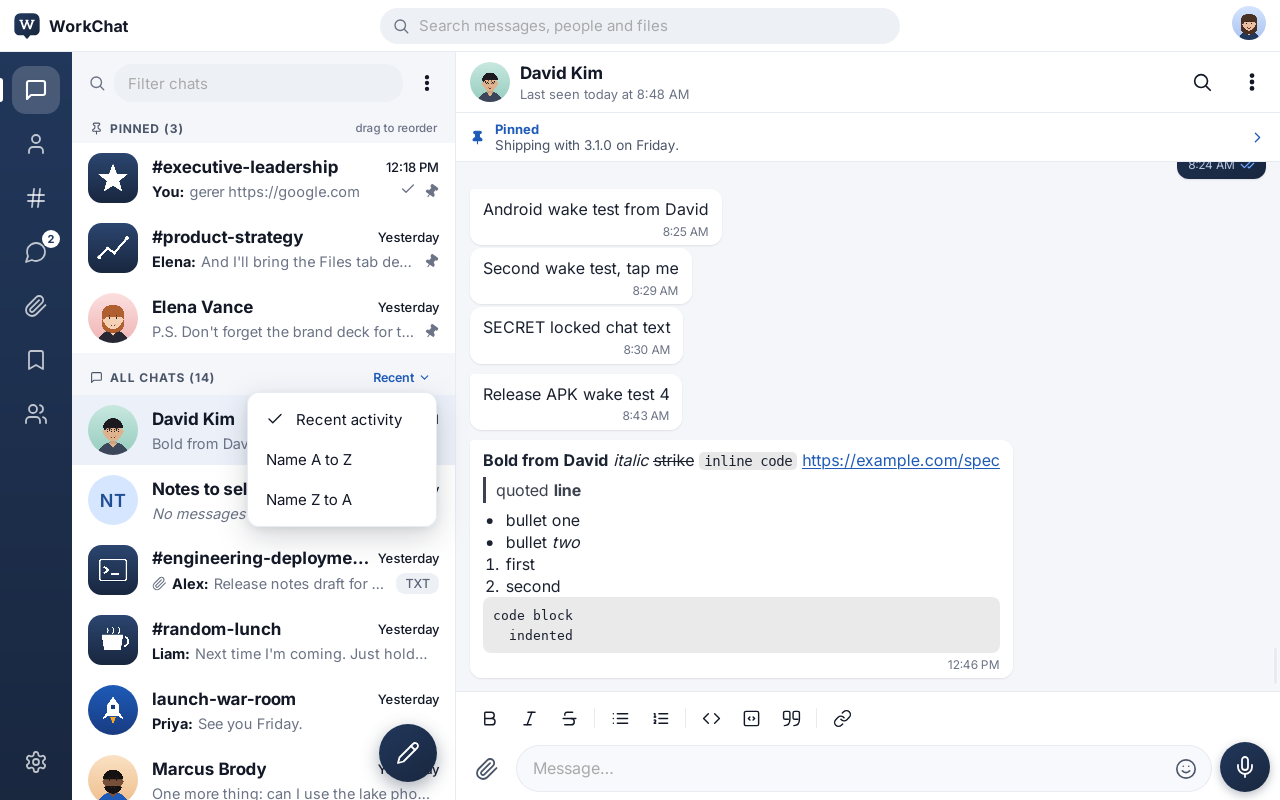 WorkChat
Search messages, people and files
2
Filter chats
PINNED (3)
drag to reorder
#executive-leadership
12:18 PM
You: gerer https://google.com
#product-strategy
Yesterday
Elena: And I'll bring the Files tab de...
Elena Vance
Yesterday
P.S. Don't forget the brand deck for t...
ALL CHATS (14)
Recent
David Kim
Bold from Dav
Recent activity
Name A to Z
Name Z to A
NT
Notes to sel
No messages
#engineering-deployme...
Yesterday
Alex: Release notes draft for ...
TXT
#random-lunch
Yesterday
Liam: Next time I'm coming. Just hold...
launch-war-room
Yesterday
Priya: See you Friday.
Marcus Brody
One more thing: can I use the lake pho...
David Kim
Last seen today at 8:48 AM
Pinned
Shipping with 3.1.0 on Friday.
8:24 AM
Android wake test from David
8:25 AM
Second wake test, tap me
8:29 AM
SECRET locked chat text
8:30 AM
Release APK wake test 4
8:43 AM
Bold from David italic strike inline code https://example.com/spec
quoted line
• bullet one
• bullet two
1. first
2. second
code block
  indented
12:46 PM
Message...